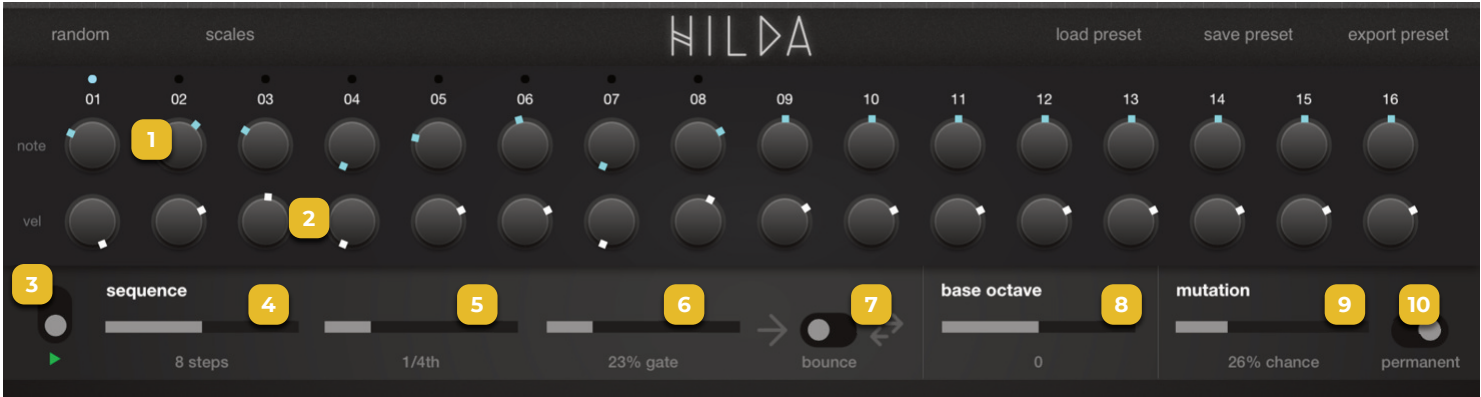 random scales HILDA load preset save preset export preset
01 02 03 04 05 06 07 08 09 10 11 12 13 14 15 16
note 1
vel 2
3 sequence 4 5 6 7 base octave 8 mutation 9 10
8 steps 1/4th 23% gate bounce 0 26% chance permanent